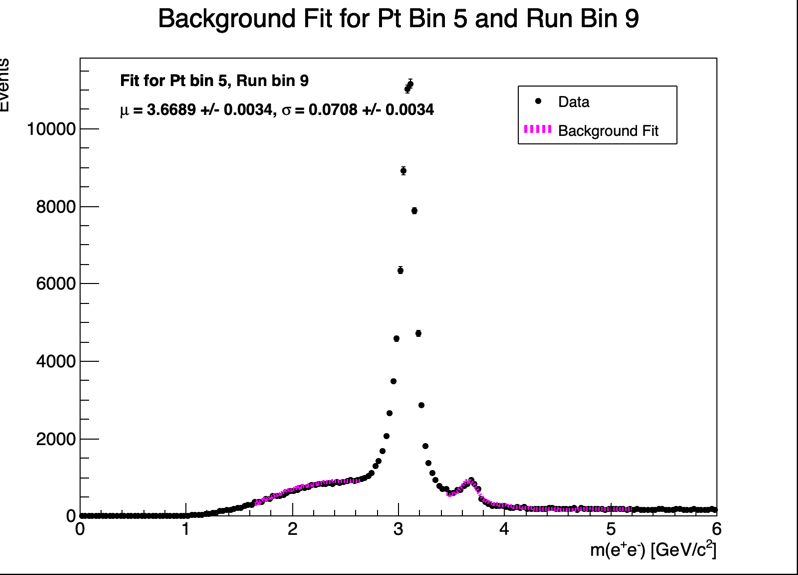 Background Fit for Pt Bin 5 and Run Bin 9
Events
Fit for Pt bin 5, Run bin 9
μ = 3.6689 +/- 0.0034, σ = 0.0708 +/- 0.0034
Data
Background Fit
10000
8000
6000
4000
2000
0
0 1 2 3 4 5 6
m(e⁺e⁻) [GeV/c²]